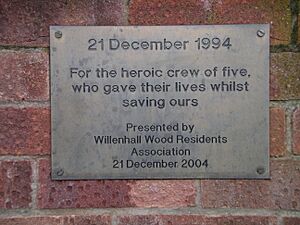 21 December 1994
For the heroic crew of five,
who gave their lives whilst
saving ours
Presented by
Willenhall Wood Residents
Association
21 December 2004